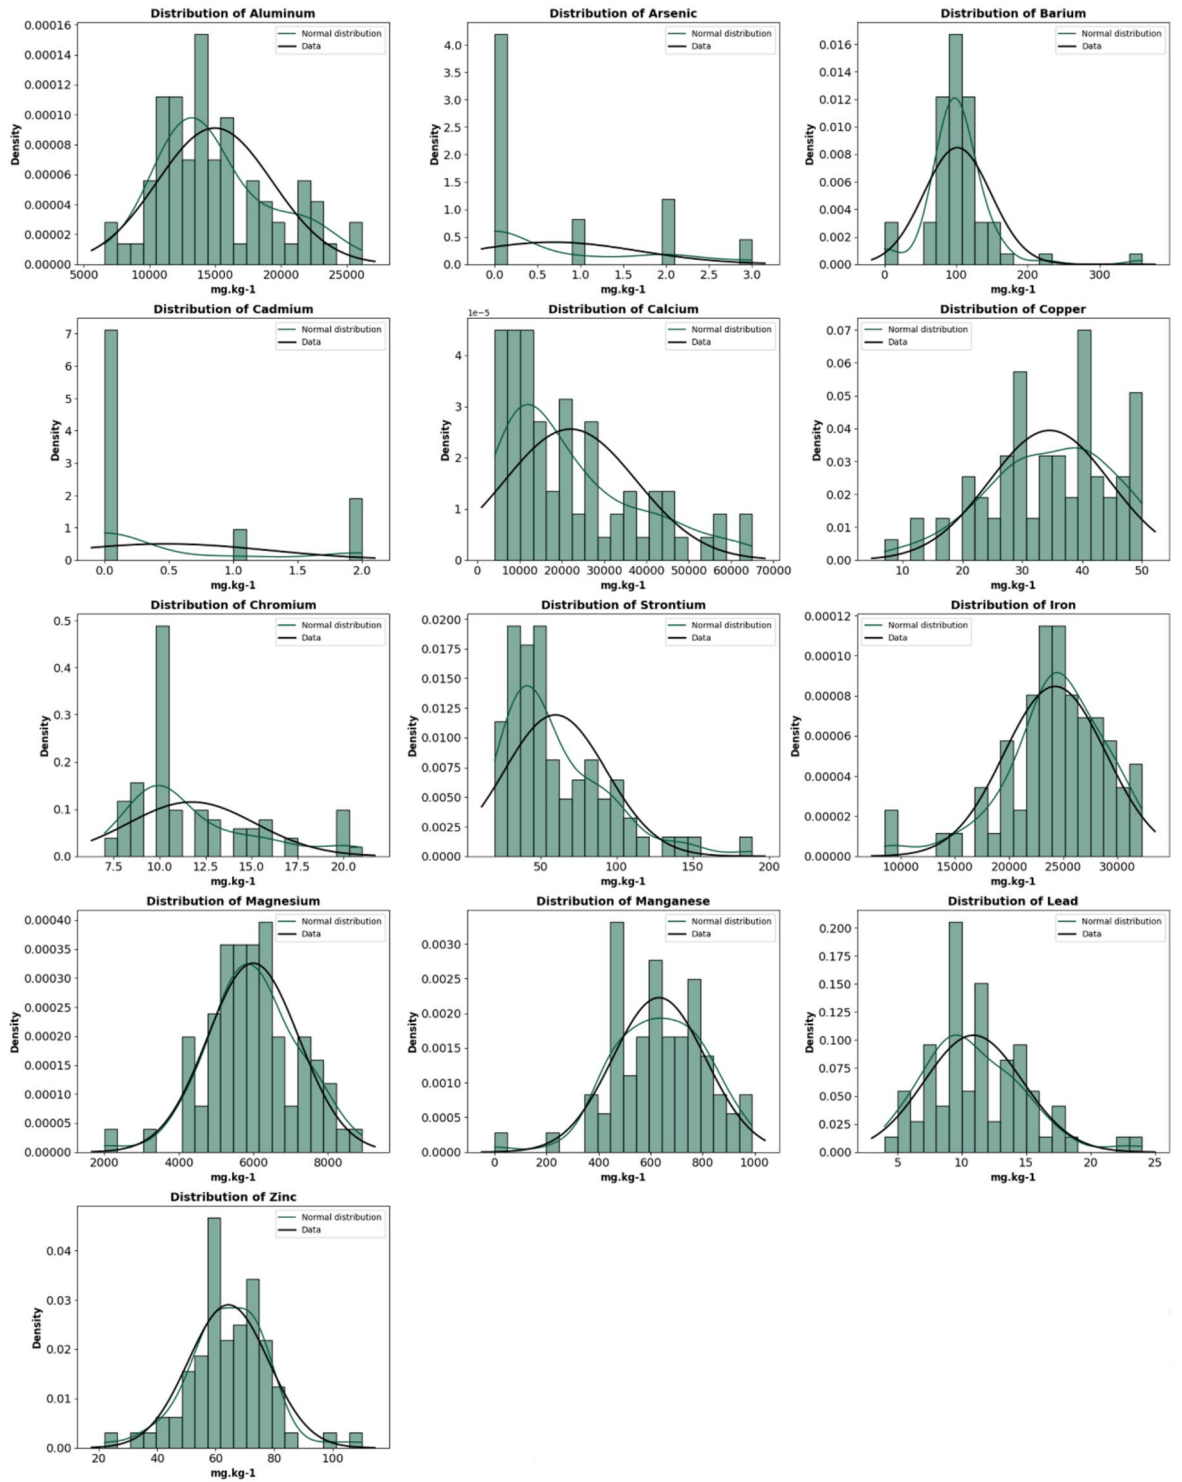 Distribution of Aluminum
Density
0.00016
0.00014
0.00012
0.00010
0.00008
0.00006
0.00004
0.00002
0.00000
Normal distribution
Data
5000 10000 15000 20000 25000
mg.kg-1
Distribution of Arsenic
Density
4.0
3.5
3.0
2.5
2.0
1.5
1.0
0.5
0.0
Normal distribution
Data
0.0 0.5 1.0 1.5 2.0 2.5 3.0
mg.kg-1
Distribution of Barium
Density
0.016
0.014
0.012
0.010
0.008
0.006
0.004
0.002
0.000
Normal distribution
Data
0 100 200 300
mg.kg-1
Distribution of Cadmium
Density
7
6
5
4
3
2
1
0
Normal distribution
Data
0.0 0.5 1.0 1.5 2.0
mg.kg-1
Distribution of Calcium
1e-5
Density
4
3
2
1
0
Normal distribution
Data
0 10000 20000 30000 40000 50000 60000 70000
mg.kg-1
Distribution of Copper
Density
0.07
0.06
0.05
0.04
0.03
0.02
0.01
0.00
Normal distribution
Data
10 20 30 40 50
mg.kg-1
Distribution of Chromium
Density
0.5
0.4
0.3
0.2
0.1
0.0
Normal distribution
Data
7.5 10.0 12.5 15.0 17.5 20.0
mg.kg-1
Distribution of Strontium
Density
0.0200
0.0175
0.0150
0.0125
0.0100
0.0075
0.0050
0.0025
0.0000
Normal distribution
Data
50 100 150 200
mg.kg-1
Distribution of Iron
Density
0.00012
0.00010
0.00008
0.00006
0.00004
0.00002
0.00000
Normal distribution
Data
10000 15000 20000 25000 30000
mg.kg-1
Distribution of Magnesium
Density
0.00040
0.00035
0.00030
0.00025
0.00020
0.00015
0.00010
0.00005
0.00000
Normal distribution
Data
2000 4000 6000 8000
mg.kg-1
Distribution of Manganese
Density
0.0030
0.0025
0.0020
0.0015
0.0010
0.0005
0.0000
Normal distribution
Data
0 200 400 600 800 1000
mg.kg-1
Distribution of Lead
Density
0.200
0.175
0.150
0.125
0.100
0.075
0.050
0.025
0.000
Normal distribution
Data
5 10 15 20 25
mg.kg-1
Distribution of Zinc
Density
0.04
0.03
0.02
0.01
0.00
Normal distribution
Data
20 40 60 80 100
mg.kg-1